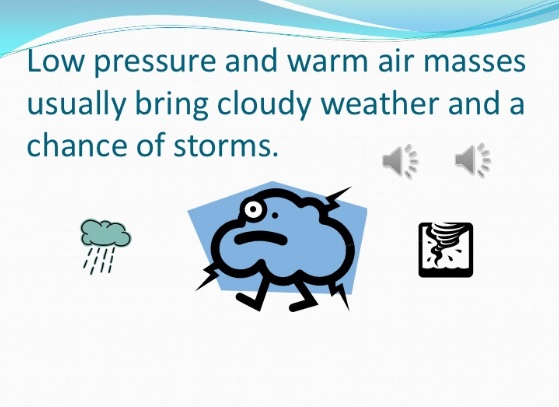 Low pressure and warm air masses
usually bring cloudy weather and a
chance of storms.